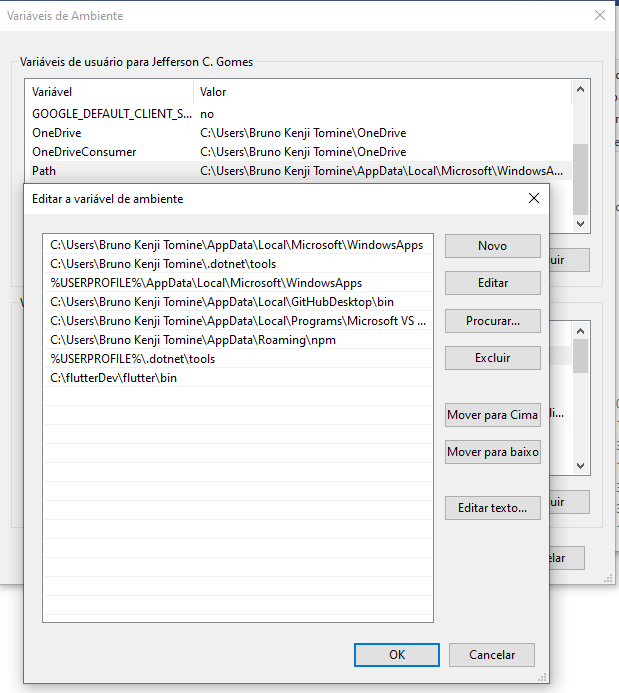 Variáveis de Ambiente
Variáveis de usuário para Jefferson C. Gomes
Variável Valor
GOOGLE_DEFAULT_CLIENT_S... no
OneDrive C:\Users\Bruno Kenji Tomine\OneDrive
OneDriveConsumer C:\Users\Bruno Kenji Tomine\OneDrive
Path C:\Users\Bruno Kenji Tomine\AppData\Local\Microsoft\WindowsA...
Editar a variável de ambiente
C:\Users\Bruno Kenji Tomine\AppData\Local\Microsoft\WindowsApps
C:\Users\Bruno Kenji Tomine\.dotnet\tools
%USERPROFILE%\AppData\Local\Microsoft\WindowsApps
C:\Users\Bruno Kenji Tomine\AppData\Local\GitHubDesktop\bin
C:\Users\Bruno Kenji Tomine\AppData\Local\Programs\Microsoft VS ...
C:\Users\Bruno Kenji Tomine\AppData\Roaming\npm
%USERPROFILE%\.dotnet\tools
C:\flutterDev\flutter\bin
Novo
Editar
Procurar...
Excluir
Mover para Cima
Mover para baixo
Editar texto...
OK
Cancelar